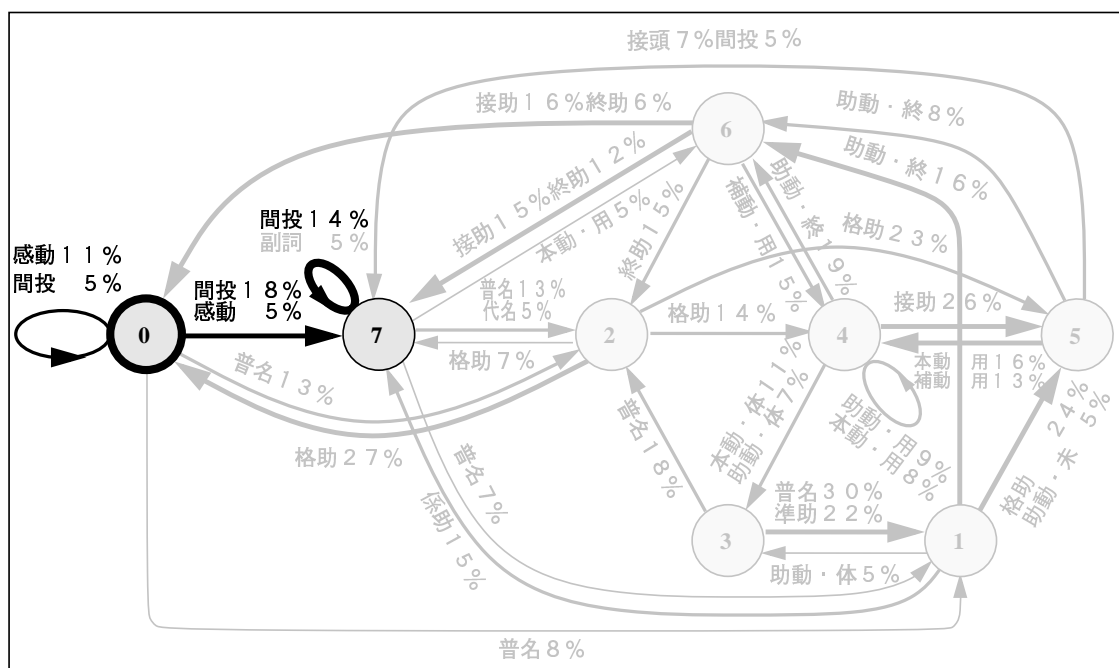 接頭7%間投5%
接助16%終助6%
助動・終8%
6
助動・終16%
接助15%終助12%
本動・用5%
終助15%
補動・用15%
助動・終19%
格助23%
間投14%
副詞 5%
感動11%
間投 5%
間投18%
感動 5%
普名13%
代名5%
格助14%
接助26%
0
7
2
4
5
格助7%
本動・用16%
補動・用13%
普名13%
格助27%
普名7%
係助15%
普名18%
本動・体11%
助動・体7%
助動・用9%
本動・用8%
格助 24%
助動・未 5%
普名30%
準助22%
3
1
助動・体5%
普名8%